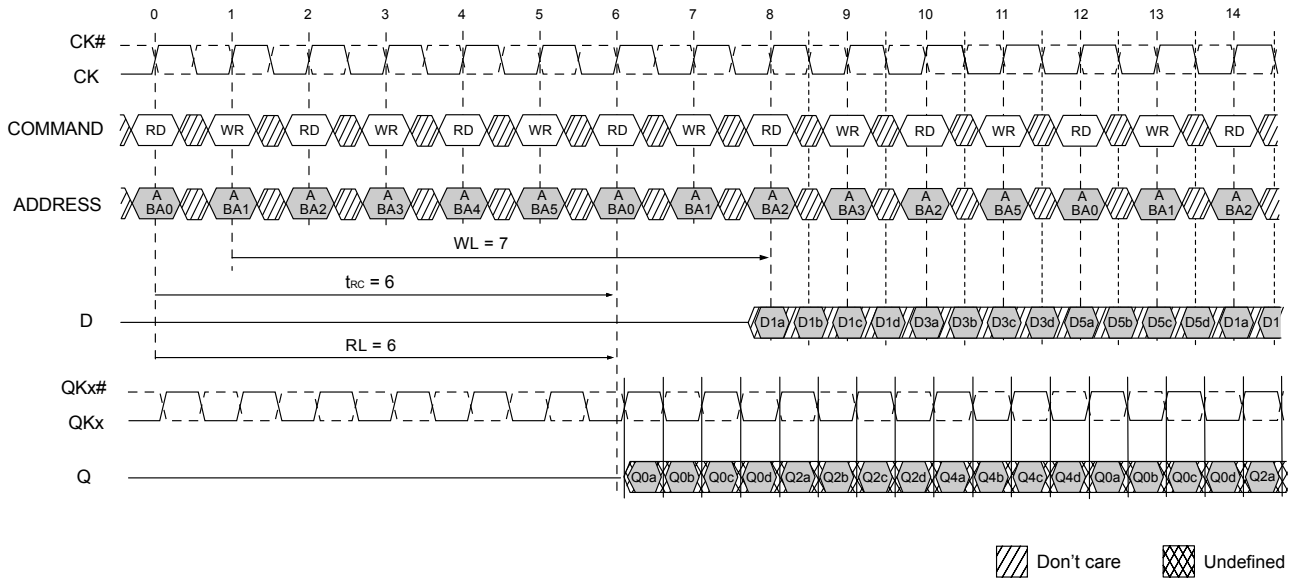 0 1 2 3 4 5 6 7 8 9 10 11 12 13 14
CK#
CK
COMMAND RD WR RD WR RD WR RD WR RD WR RD WR RD WR RD
ADDRESS A BA0 A BA1 A BA2 A BA3 A BA4 A BA5 A BA0 A BA1 A BA2 A BA3 A BA2 A BA5 A BA0 A BA1 A BA2
WL = 7
tRC = 6
D D1a D1b D1c D1d D3a D3b D3c D3d D5a D5b D5c D5d D1a D1
RL = 6
QKx#
QKx
Q Q0a Q0b Q0c Q0d Q2a Q2b Q2c Q2d Q4a Q4b Q4c Q4d Q0a Q0b Q0c Q0d Q2a
Don't care Undefined